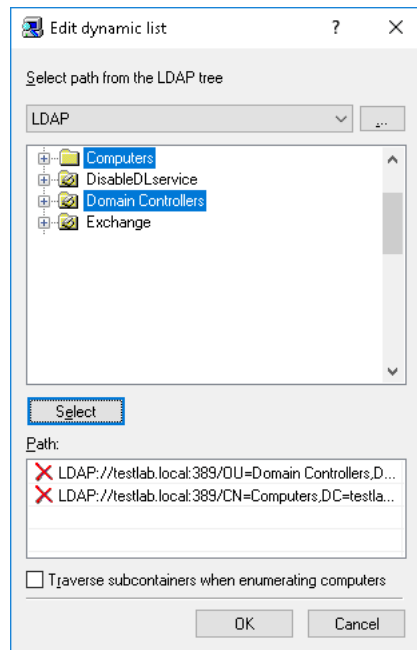 Edit dynamic list
Select path from the LDAP tree
LDAP
...
Computers
DisableDLservice
Domain Controllers
Exchange
Select
Path:
LDAP://testlab.local:389/OU=Domain Controllers,D...
LDAP://testlab.local:389/CN=Computers,DC=testla...
Traverse subcontainers when enumerating computers
OK Cancel